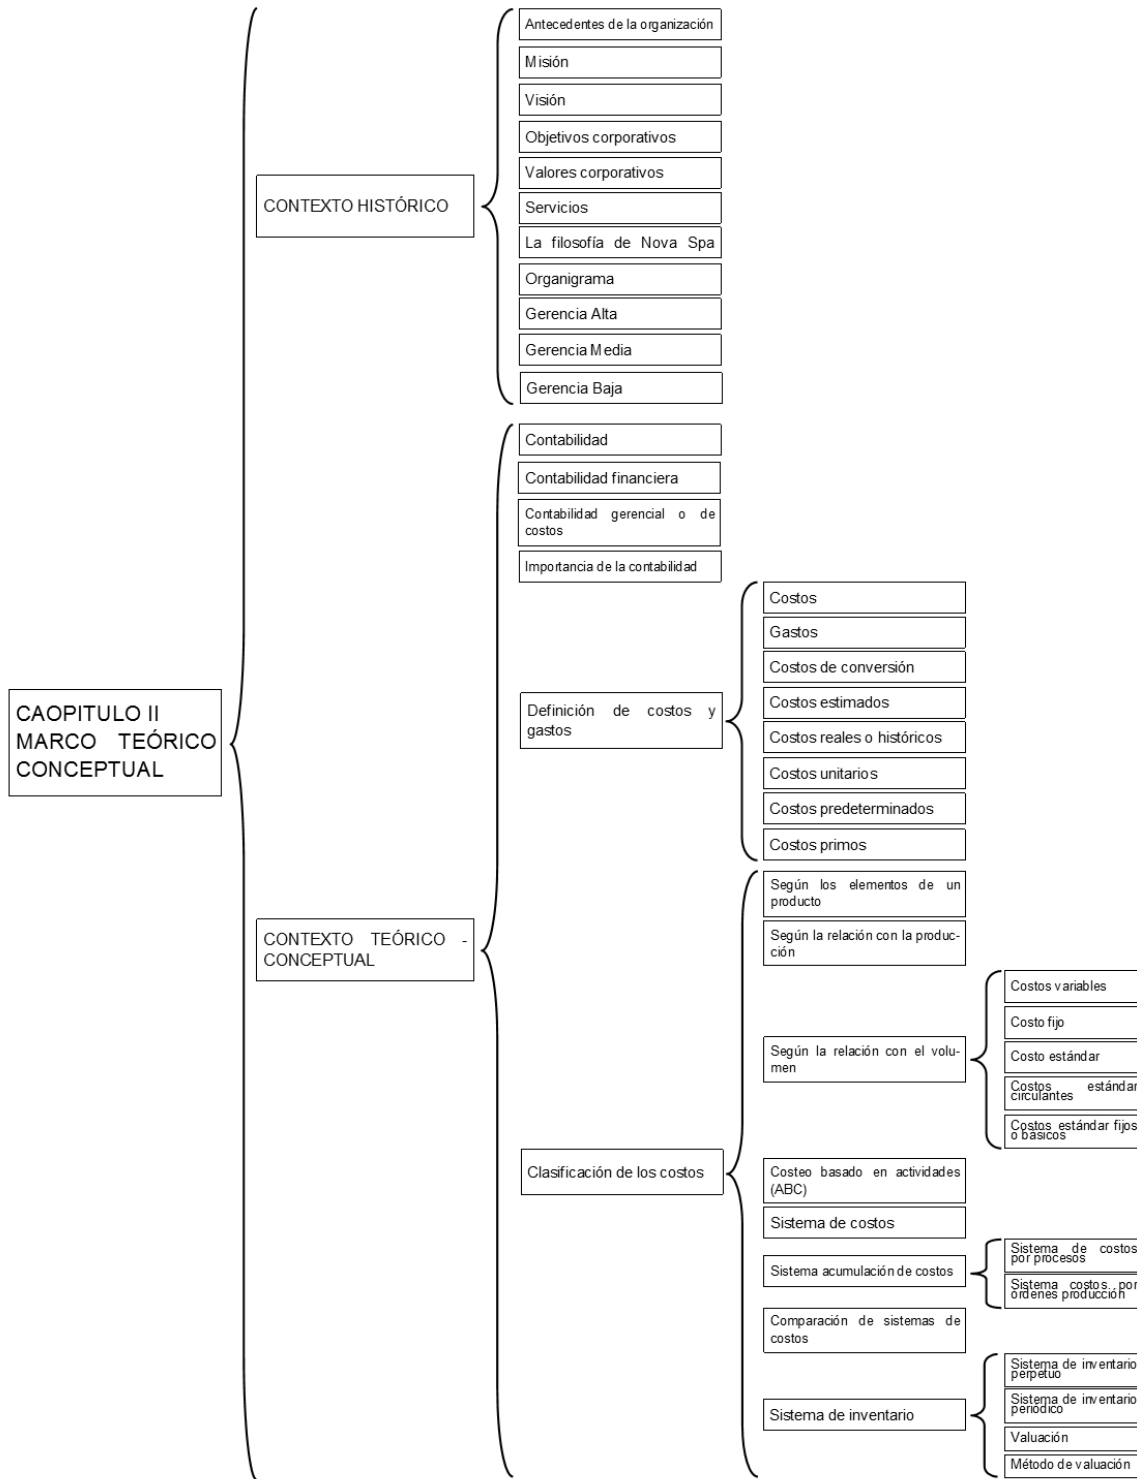 CAOPITULO II
MARCO TEÓRICO
CONCEPTUAL
CONTEXTO HISTÓRICO
Antecedentes de la organización
Misión
Visión
Objetivos corporativos
Valores corporativos
Servicios
La filosofía de Nova Spa
Organigrama
Gerencia Alta
Gerencia Media
Gerencia Baja
CONTEXTO TEÓRICO -
CONCEPTUAL
Contabilidad
Contabilidad financiera
Contabilidad gerencial o de
costos
Importancia de la contabilidad
Definición de costos y
gastos
Costos
Gastos
Costos de conversión
Costos estimados
Costos reales o históricos
Costos unitarios
Costos predeterminados
Costos primos
Clasificación de los costos
Según los elementos de un
producto
Según la relación con la produc-
ción
Según la relación con el volu-
men
Costos variables
Costo fijo
Costo estándar
Costos estándar
circulantes
Costos estándar fijos
o básicos
Costeo basado en actividades
(ABC)
Sistema de costos
Sistema acumulación de costos
Sistema de costos
por procesos
Sistema costos por
órdenes producción
Comparación de sistemas de
costos
Sistema de inventario
Sistema de inventario
perpetuo
Sistema de inventario
periódico
Valuación
Método de valuación